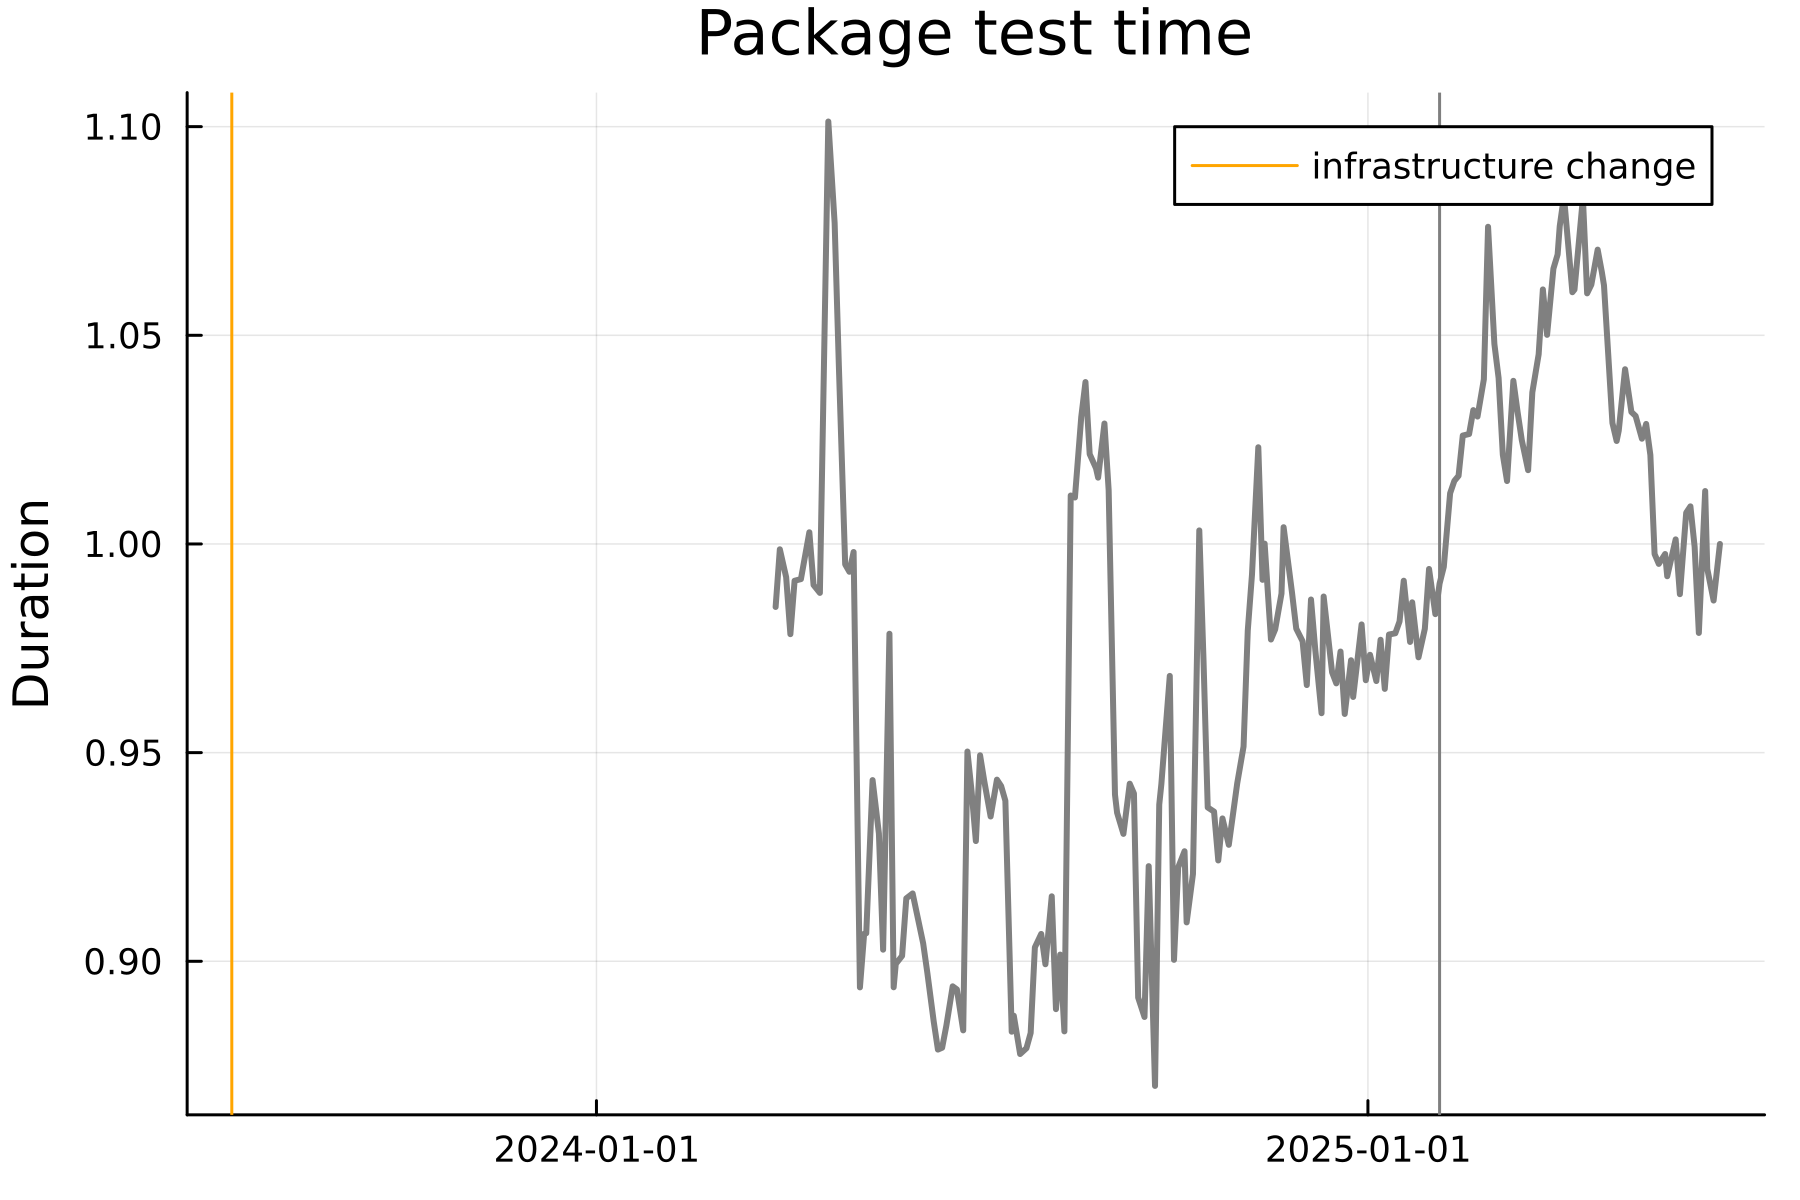 Package test time
1.10
infrastructure change
1.05
1.00
0.95
0.90
Duration
2024-01-01
2025-01-01